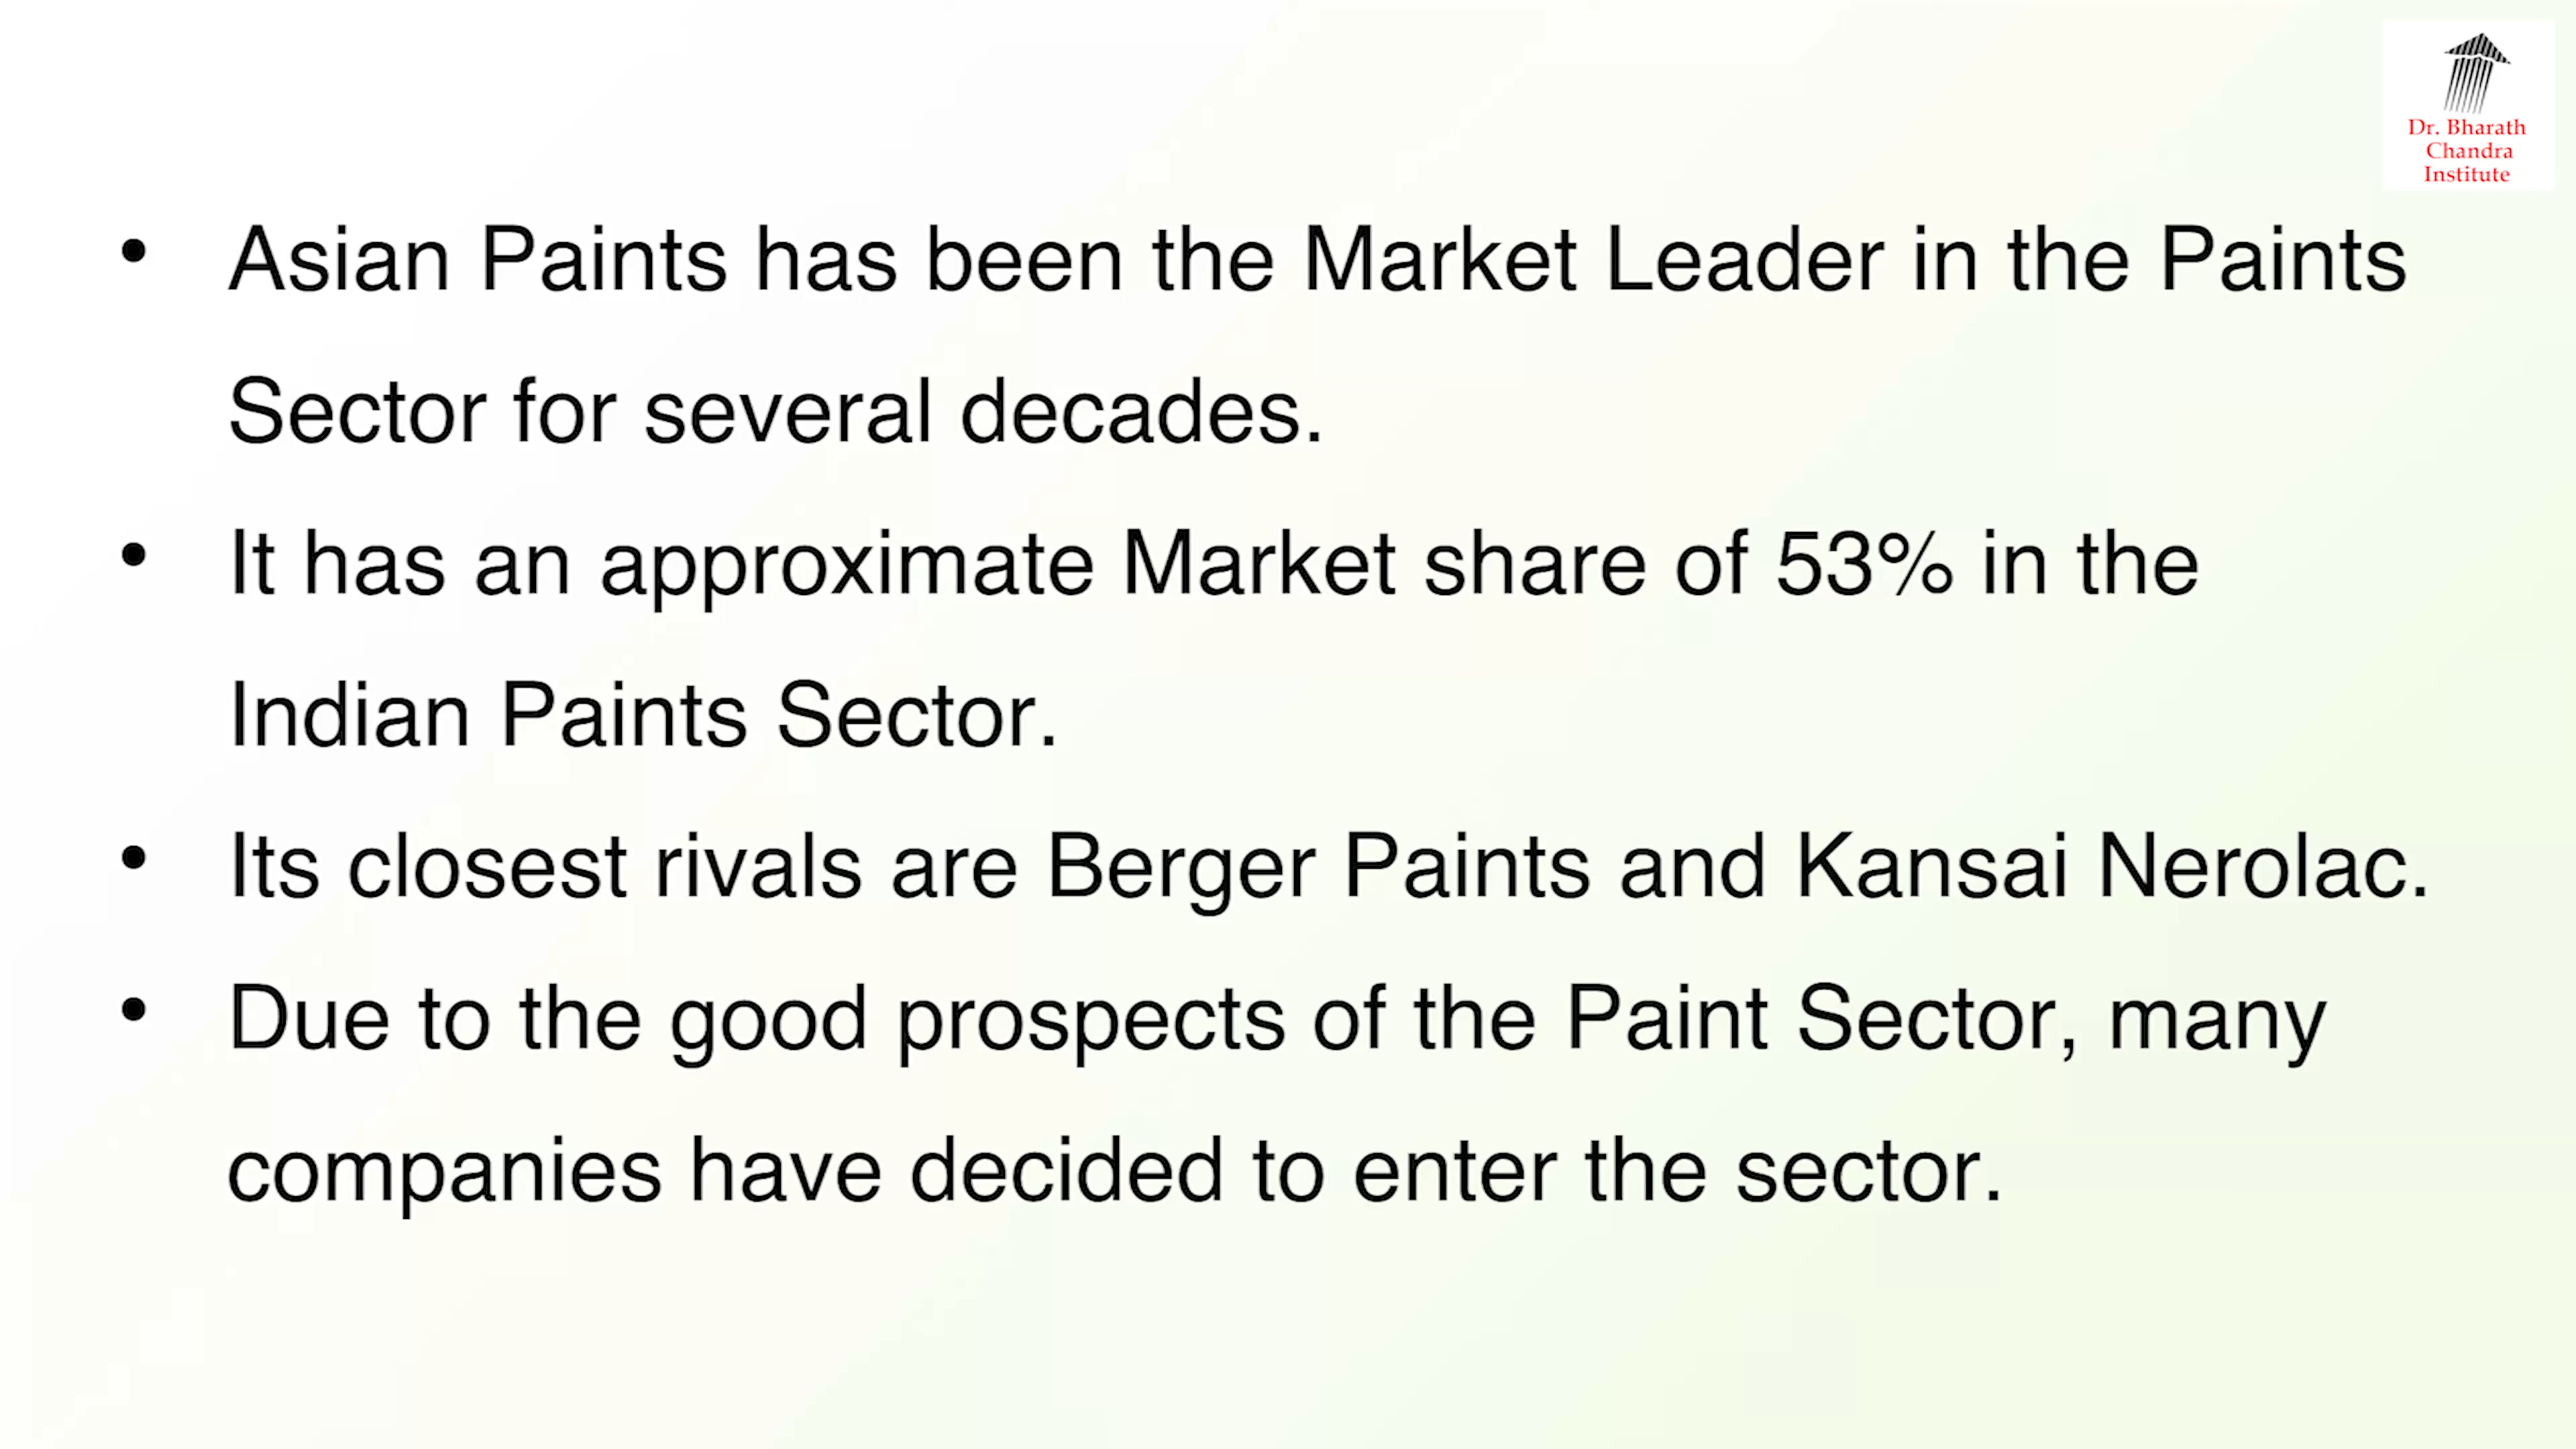 Dr. Bharath
Chandra
Institute
• Asian Paints has been the Market Leader in the Paints
Sector for several decades.
• It has an approximate Market share of 53% in the
Indian Paints Sector.
• Its closest rivals are Berger Paints and Kansai Nerolac.
• Due to the good prospects of the Paint Sector, many
companies have decided to enter the sector.